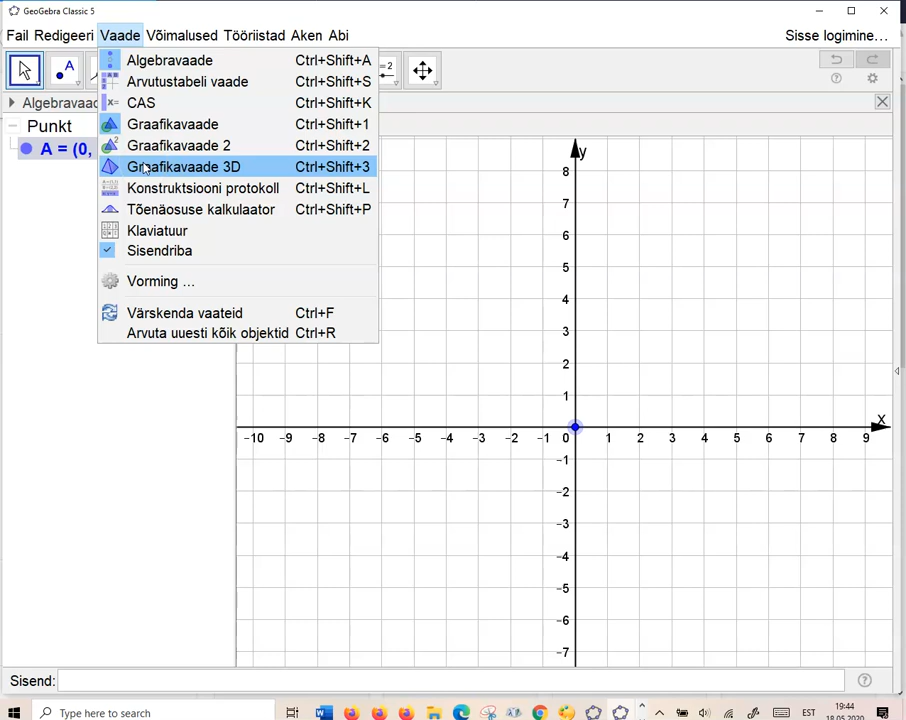 GeoGebra Classic 5
Fail Redigeeri Vaade Võimalused Tööriistad Aken Abi Sisse logimine...
A =2
Algebravaade Ctrl+Shift+A
Arvutustabeli vaade Ctrl+Shift+S
CAS Ctrl+Shift+K
Graafikavaade Ctrl+Shift+1
Graafikavaade 2 Ctrl+Shift+2
Graafikavaade 3D Ctrl+Shift+3
Konstruktsiooni protokoll Ctrl+Shift+L
Tõenäosuse kalkulaator Ctrl+Shift+P
Klaviatuur
Sisendriba
Vorming ...
Värskenda vaateid Ctrl+F
Arvuta uuesti kõik objektid Ctrl+R
Algebravaad
Punkt
A = (0,
y
8
7
6
5
4
3
2
1
x
-10 -9 -8 -7 -6 -5 -4 -3 -2 -1 0 1 2 3 4 5 6 7 8 9
-1
-2
-3
-4
-5
-6
-7
Sisend:
Type here to search
EST
19:44
18.05.2020